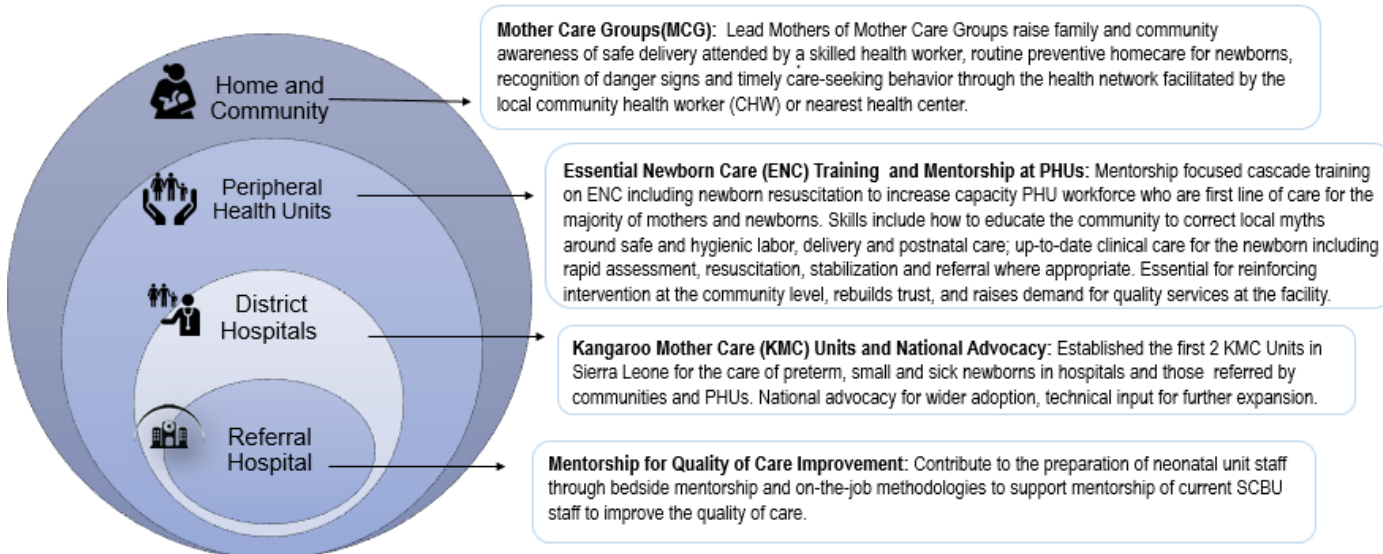 Home and
Community
Mother Care Groups(MCG): Lead Mothers of Mother Care Groups raise family and community
awareness of safe delivery attended by a skilled health worker, routine preventive homecare for newborns,
recognition of danger signs and timely care-seeking behavior through the health network facilitated by the
local community health worker (CHW) or nearest health center.
Peripheral
Health Units
Essential Newborn Care (ENC) Training and Mentorship at PHUs: Mentorship focused cascade training
on ENC including newborn resuscitation to increase capacity PHU workforce who are first line of care for the
majority of mothers and newborns. Skills include how to educate the community to correct local myths
around safe and hygienic labor, delivery and postnatal care; up-to-date clinical care for the newborn including
rapid assessment, resuscitation, stabilization and referral where appropriate. Essential for reinforcing
intervention at the community level, rebuilds trust, and raises demand for quality services at the facility.
District
Hospitals
Kangaroo Mother Care (KMC) Units and National Advocacy: Established the first 2 KMC Units in
Sierra Leone for the care of preterm, small and sick newborns in hospitals and those referred by
communities and PHUs. National advocacy for wider adoption, technical input for further expansion.
Referral
Hospital
Mentorship for Quality of Care Improvement: Contribute to the preparation of neonatal unit staff
through bedside mentorship and on-the-job methodologies to support mentorship of current SCBU
staff to improve the quality of care.